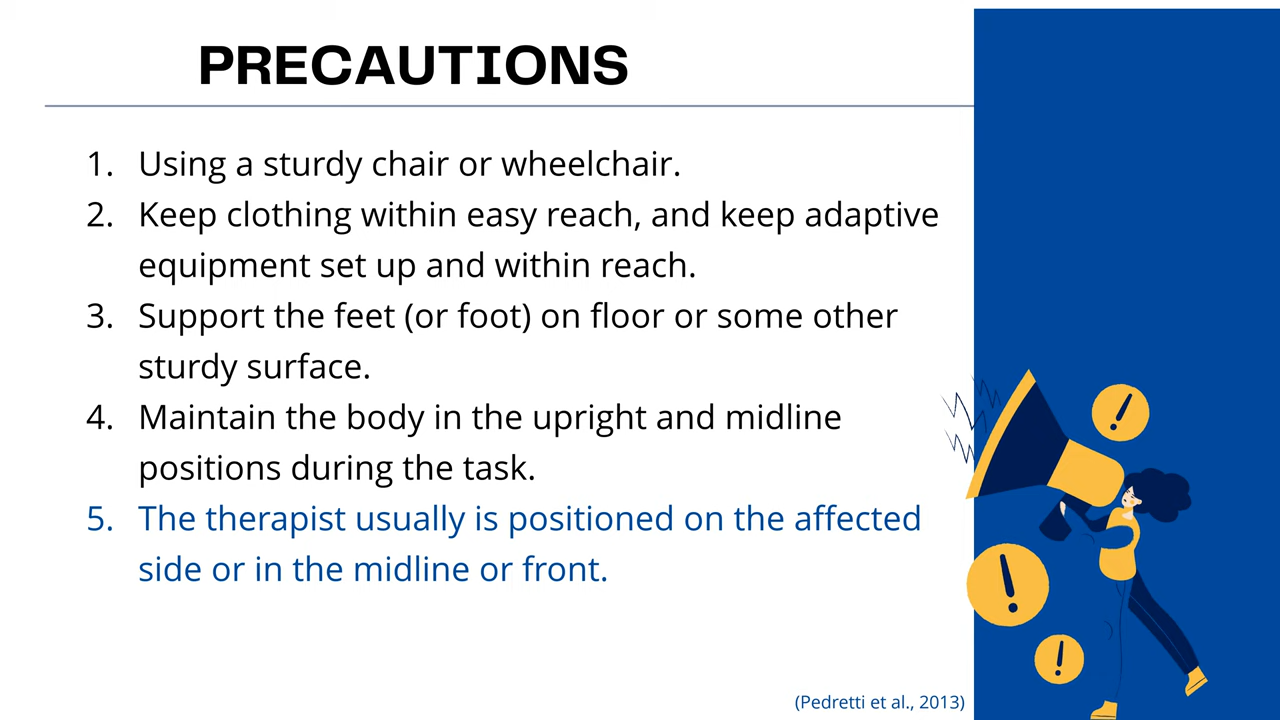 PRECAUTIONS
1. Using a sturdy chair or wheelchair.
2. Keep clothing within easy reach, and keep adaptive
equipment set up and within reach.
3. Support the feet (or foot) on floor or some other
sturdy surface.
4. Maintain the body in the upright and midline
positions during the task.
5. The therapist usually is positioned on the affected
side or in the midline or front.
(Pedretti et al., 2013)